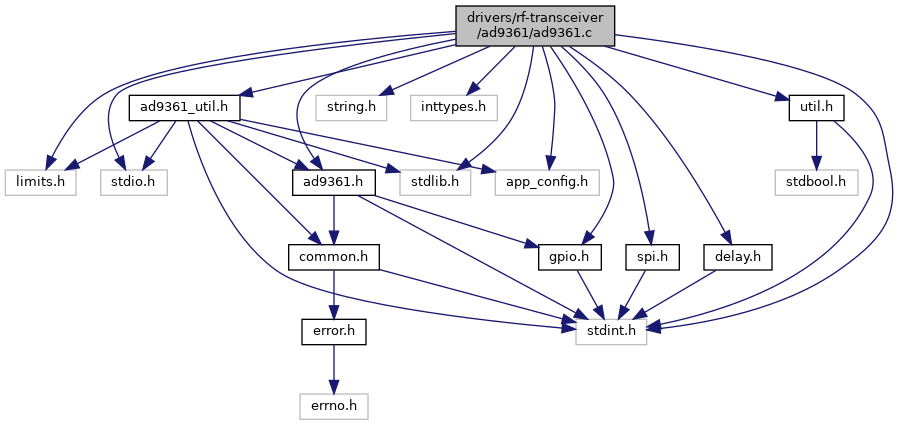 drivers/rf-transceiver
/ad9361/ad9361.c
ad9361_util.h
string.h
inttypes.h
util.h
limits.h
stdio.h
ad9361.h
stdlib.h
app_config.h
stdbool.h
common.h
gpio.h
spi.h
delay.h
error.h
stdint.h
errno.h